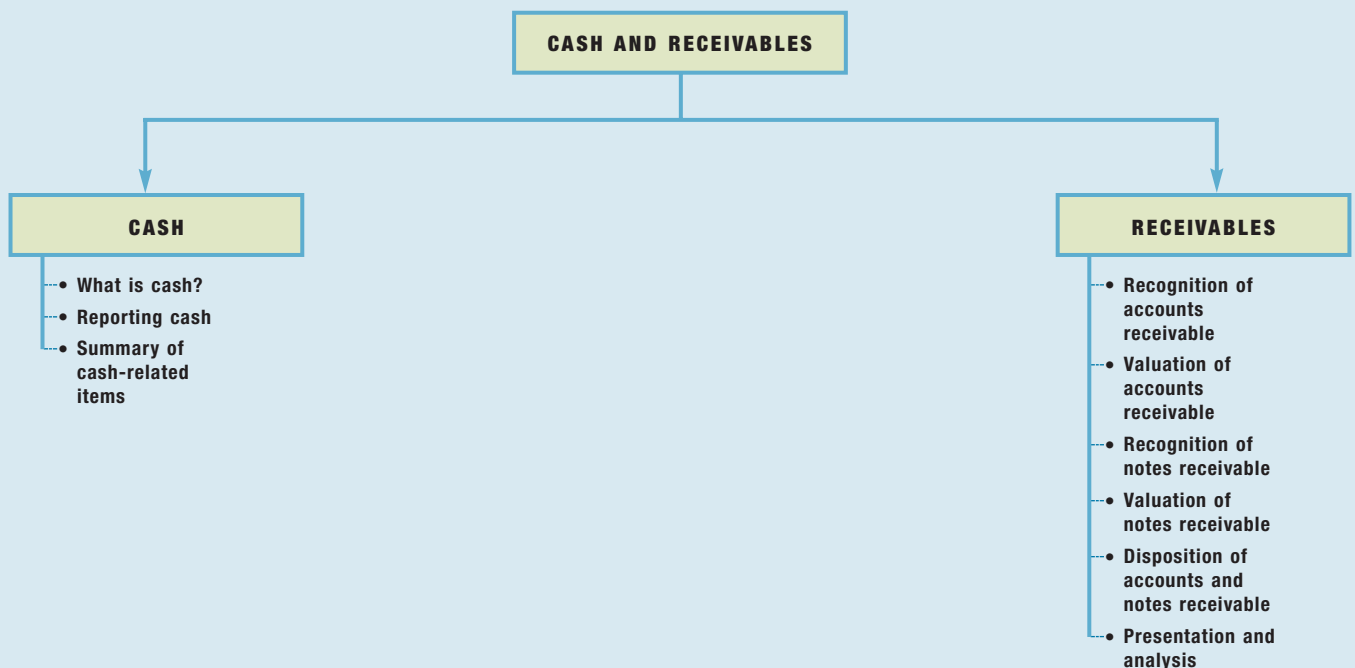 CASH AND RECEIVABLES
CASH
• What is cash?
• Reporting cash
• Summary of
cash-related
items
RECEIVABLES
• Recognition of
accounts
receivable
• Valuation of
accounts
receivable
• Recognition of
notes receivable
• Valuation of
notes receivable
• Disposition of
accounts and
notes receivable
• Presentation and
analysis